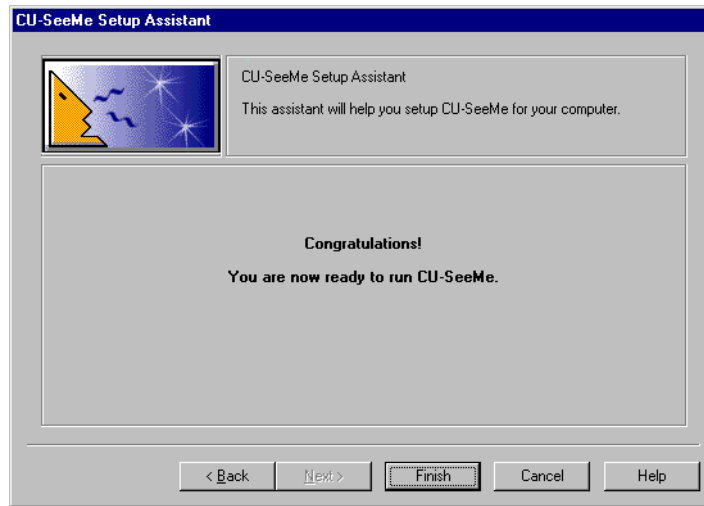 CU-SeeMe Setup Assistant
CU-SeeMe Setup Assistant
This assistant will help you setup CU-SeeMe for your computer.
Congratulations!
You are now ready to run CU-SeeMe.
< Back Next > Finish Cancel Help